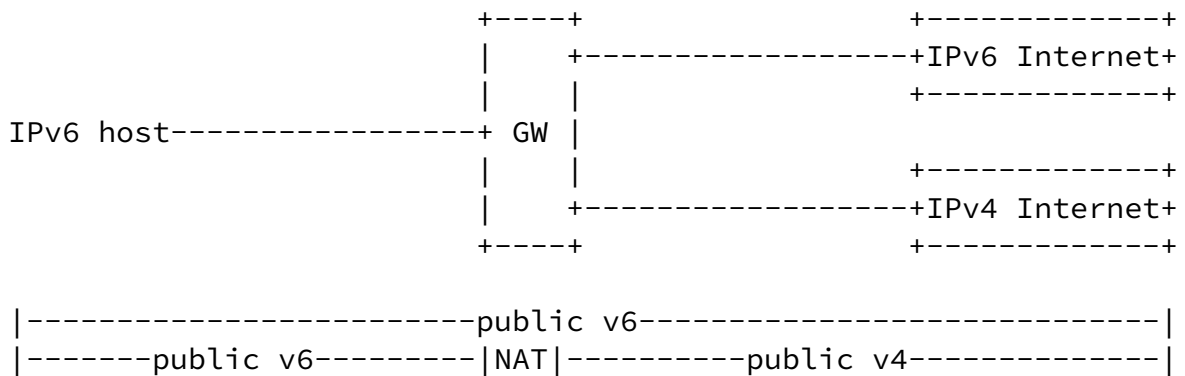 +----+                  +-------------+
                          |    +------------------+IPv6 Internet+
                          |    |                  +-------------+
IPv6 host-----------------+ GW |
                          |    |                  +-------------+
                          |    +------------------+IPv4 Internet+
                          +----+                  +-------------+
|-------------------------public v6-----------------------------|
|-------public v6---------|NAT|----------public v4--------------|